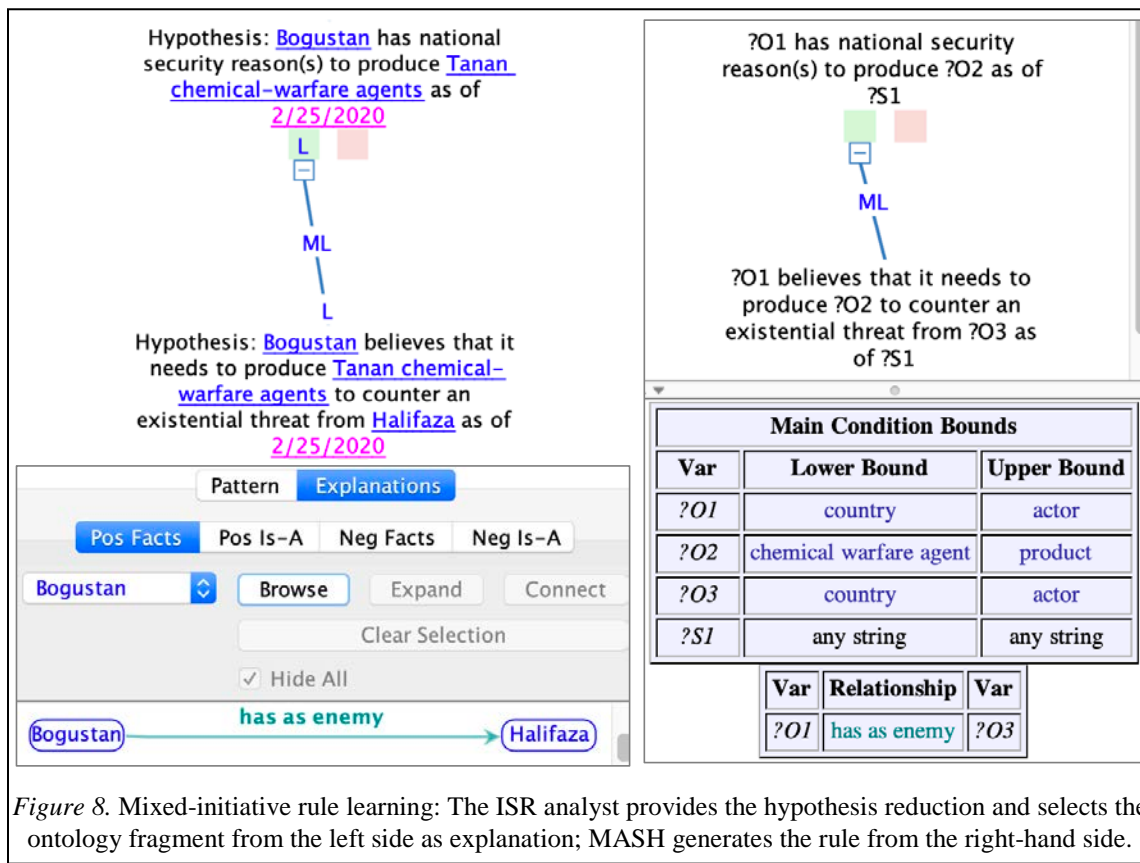 Hypothesis: Bogustan has national
security reason(s) to produce Tanan
chemical-warfare agents as of
2/25/2020
L
ML
L
Hypothesis: Bogustan believes that it
needs to produce Tanan chemical-
warfare agents to counter an
existential threat from Halifaza as of
2/25/2020
Pattern Explanations
Pos Facts Pos Is-A Neg Facts Neg Is-A
Bogustan Browse Expand Connect
Clear Selection
Hide All
has as enemy
Bogustan Halifaza
?O1 has national security
reason(s) to produce ?O2 as of
?S1
ML
?O1 believes that it needs to
produce ?O2 to counter an
existential threat from ?O3 as
of ?S1
Main Condition Bounds
Var Lower Bound Upper Bound
?O1 country actor
?O2 chemical warfare agent product
?O3 country actor
?S1 any string any string
Var Relationship Var
?O1 has as enemy ?O3
Figure 8. Mixed-initiative rule learning: The ISR analyst provides the hypothesis reduction and selects the
ontology fragment from the left side as explanation; MASH generates the rule from the right-hand side.